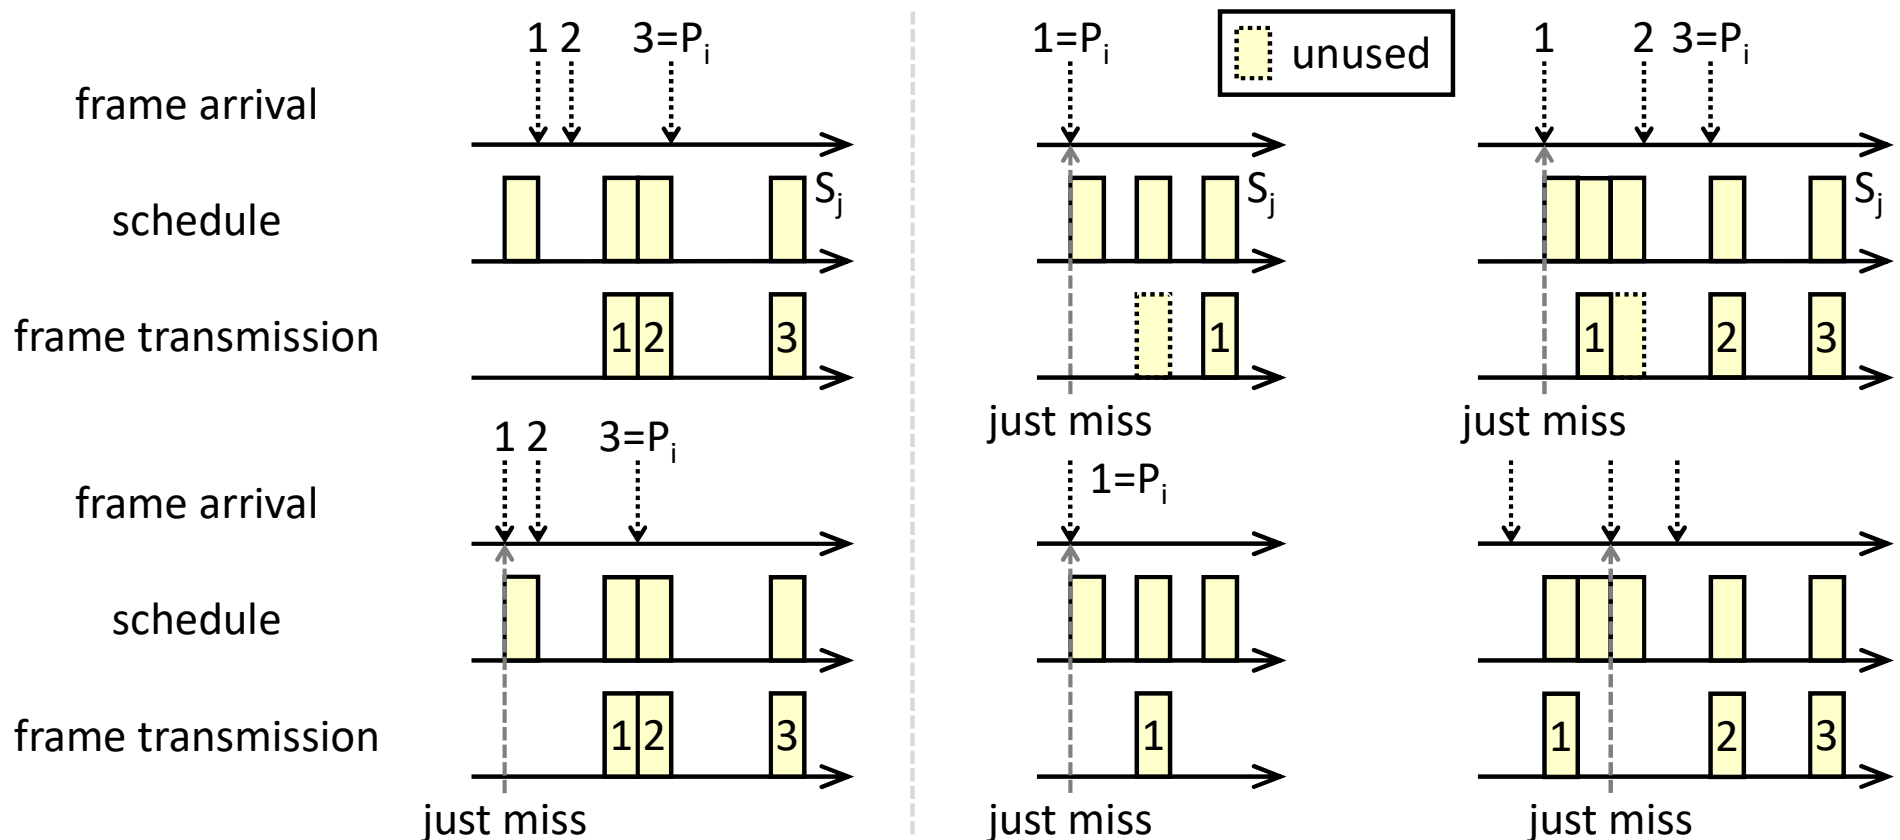 1 2 3=Pi
1=Pi
unused
1 2 3=Pi
frame arrival
schedule
Sj
Sj
Sj
frame transmission
1 2 3
1
1 2 3
just miss
just miss
1 2 3=Pi
1=Pi
frame arrival
schedule
frame transmission
1 2 3
1
1 2 3
just miss
just miss
just miss